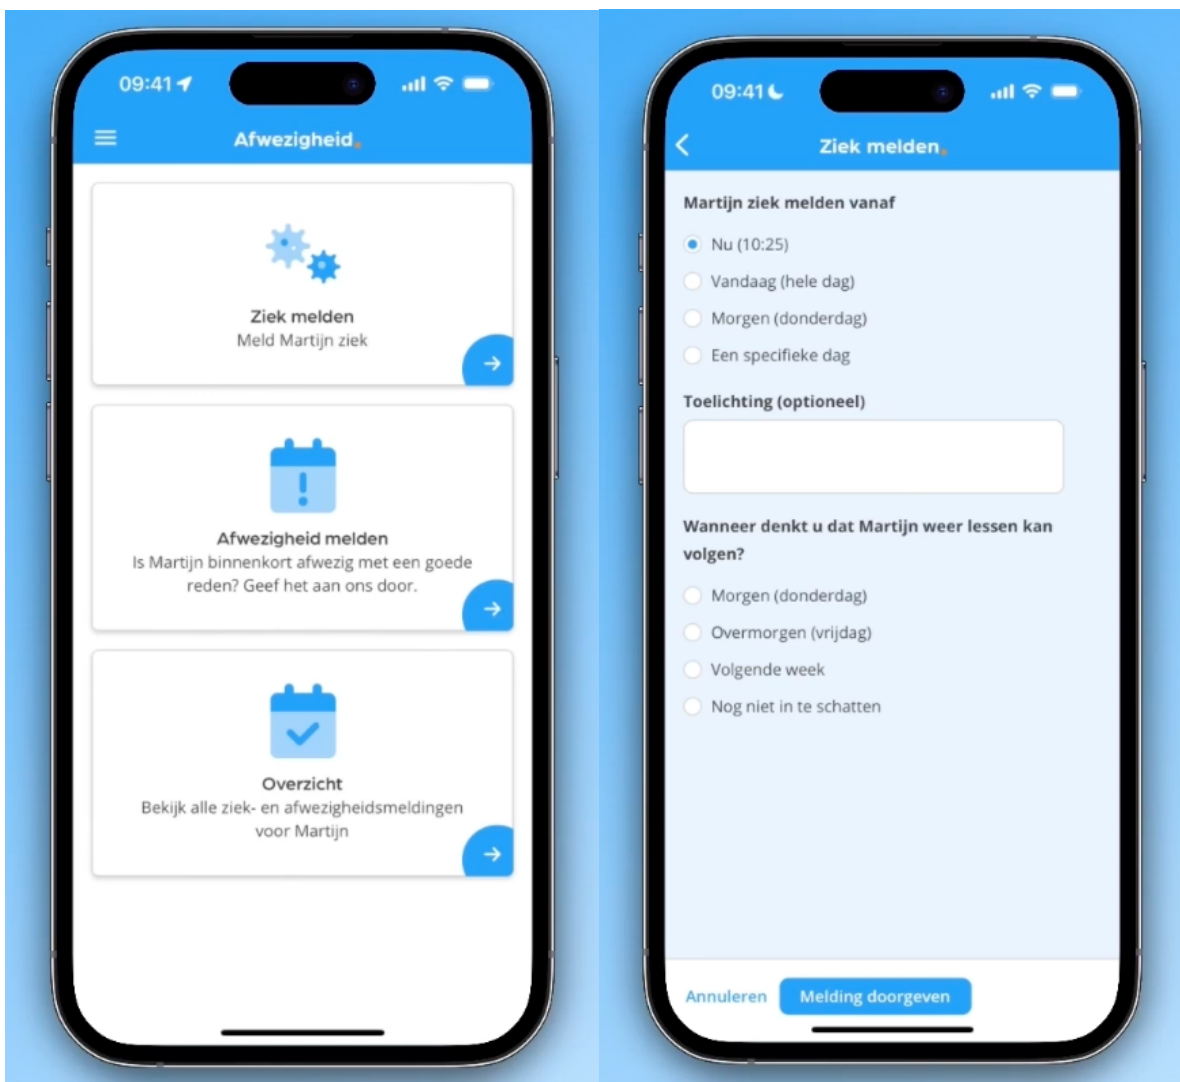 09:41
Afwezigheid.
Ziek melden
Meld Martijn ziek
Afwezigheid melden
Is Martijn binnenkort afwezig met een goede
reden? Geef het aan ons door.
Overzicht
Bekijk alle ziek- en afwezigheidsmeldingen
voor Martijn
09:41
Ziek melden.
Martijn ziek melden vanaf
Nu (10:25)
Vandaag (hele dag)
Morgen (donderdag)
Een specifieke dag
Toelichting (optioneel)
Wanneer denkt u dat Martijn weer lessen kan
volgen?
Morgen (donderdag)
Overmorgen (vrijdag)
Volgende week
Nog niet in te schatten
Annuleren Melding doorgeven